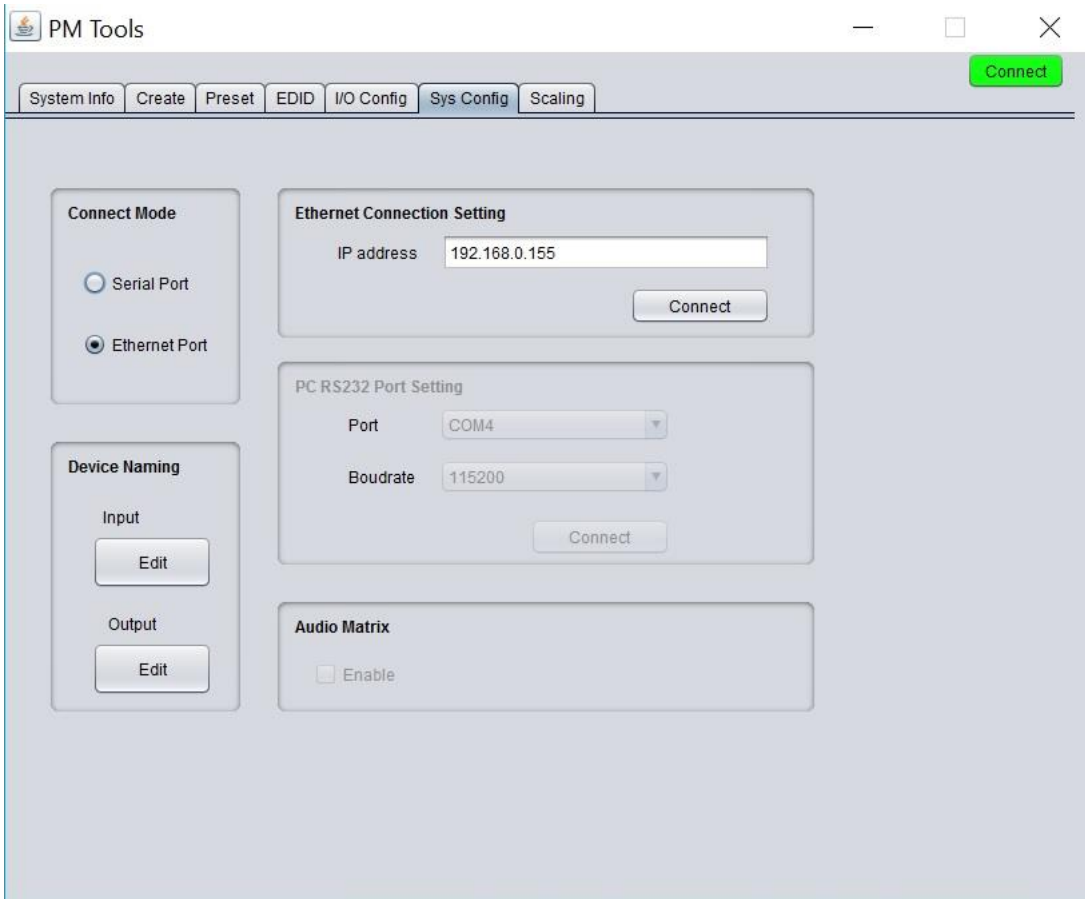 PM Tools
Connect
System Info Create Preset EDID I/O Config Sys Config Scaling
Connect Mode
Serial Port
Ethernet Port
Ethernet Connection Setting
IP address 192.168.0.155
Connect
PC RS232 Port Setting
Port COM4
Boudrate 115200
Connect
Device Naming
Input
Edit
Output
Edit
Audio Matrix
Enable